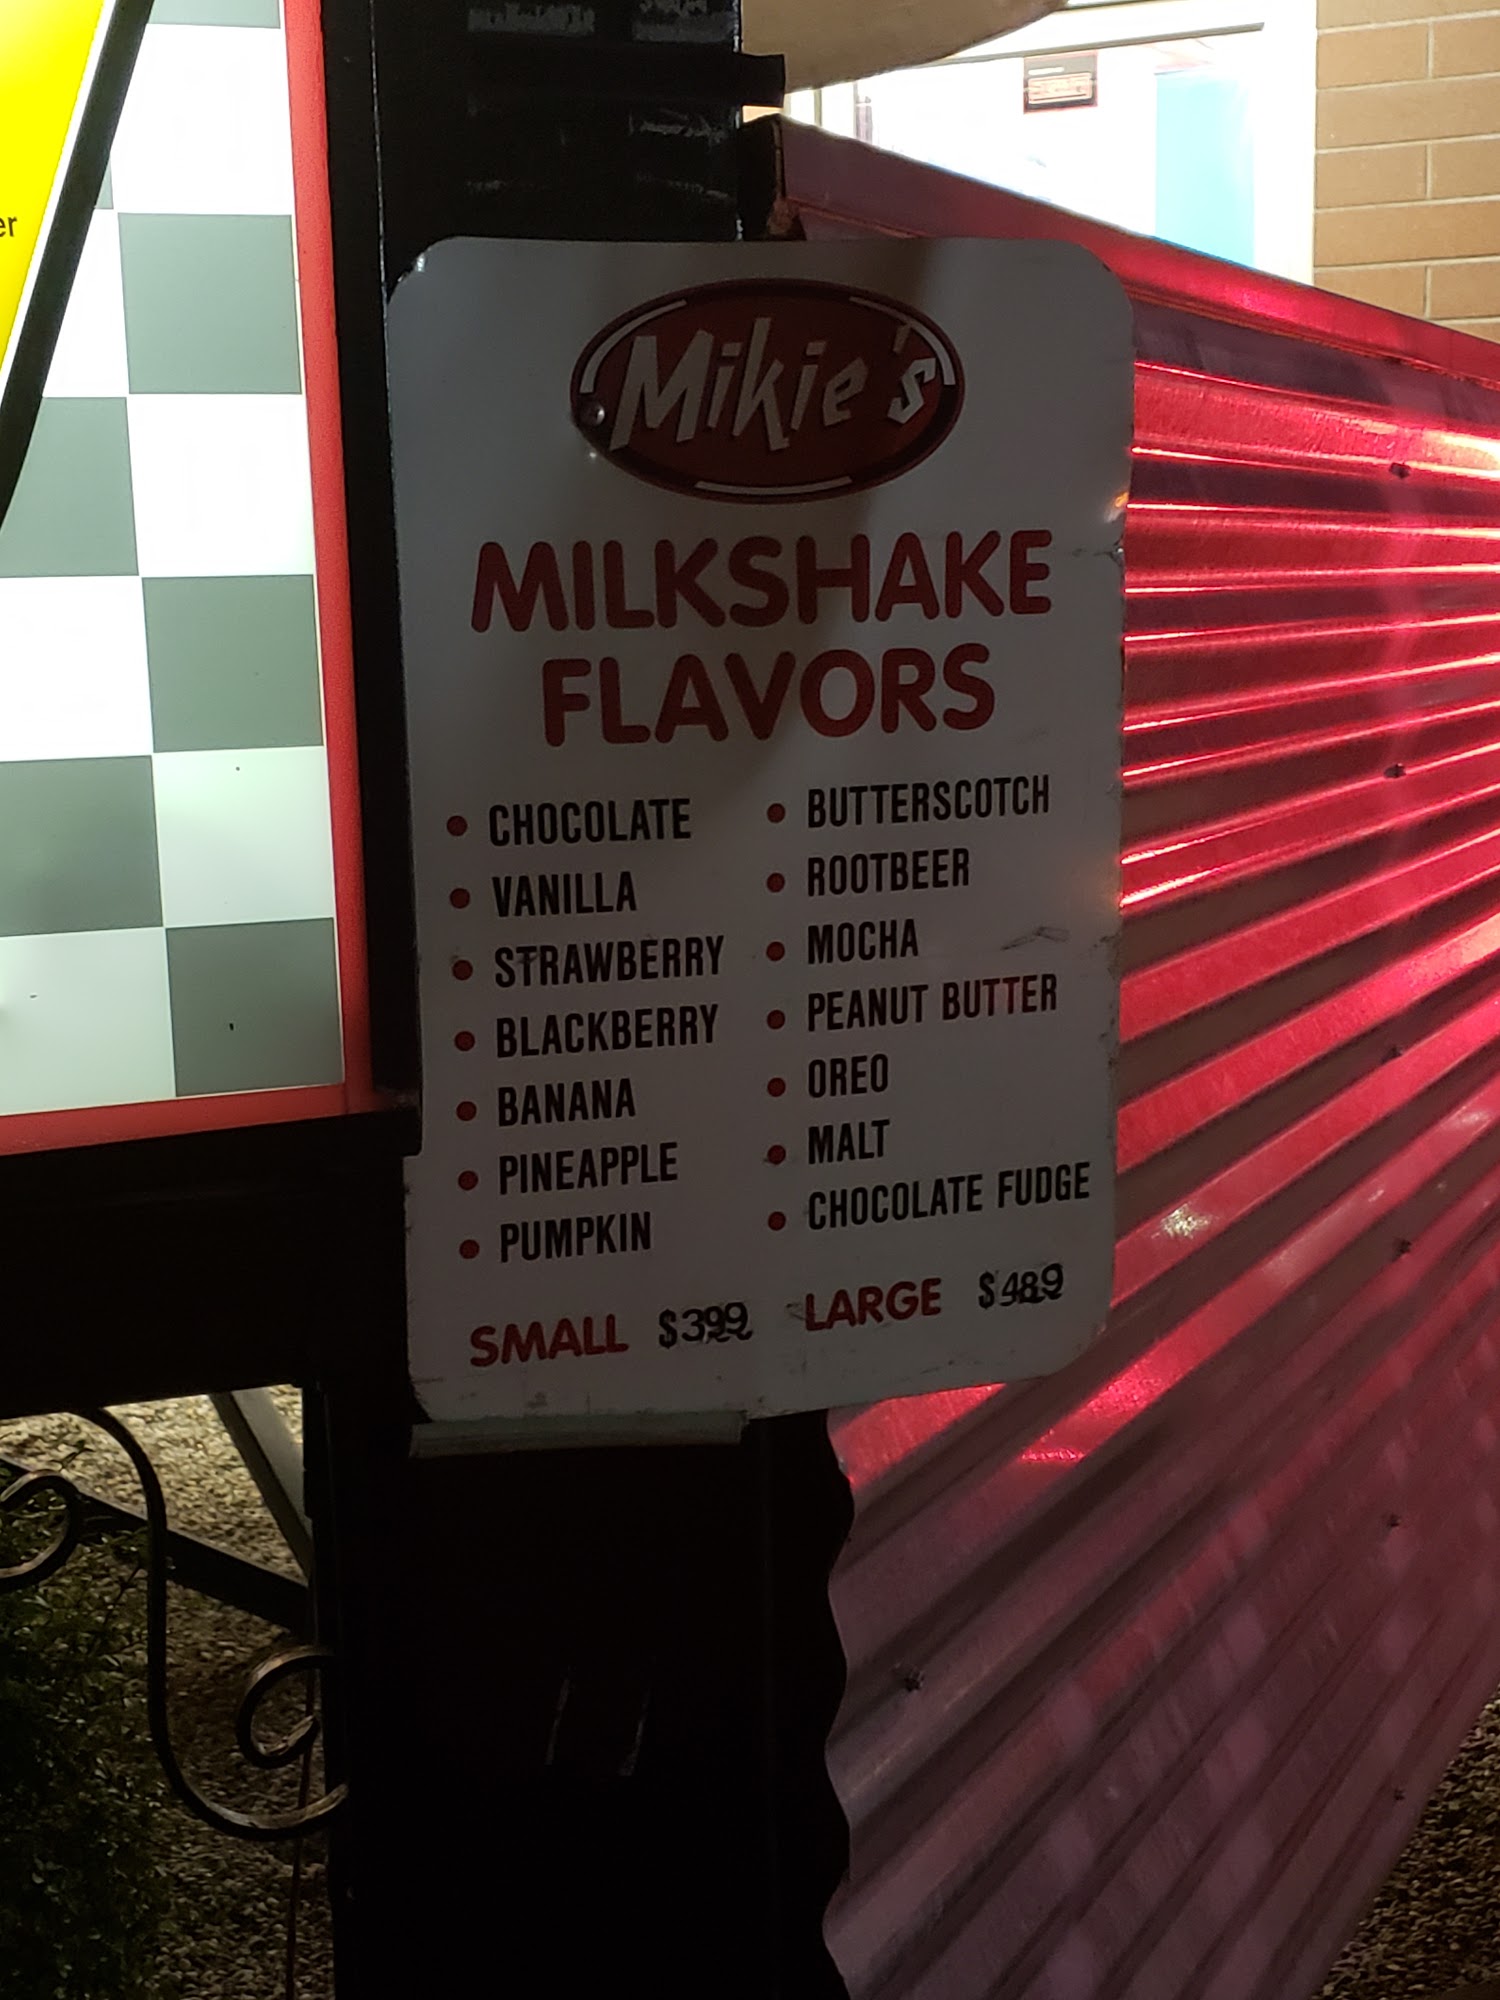 er
Mikie's
MILKSHAKE
FLAVORS
• CHOCOLATE
• VANILLA
• STRAWBERRY
• BLACKBERRY
• BANANA
• PINEAPPLE
• PUMPKIN
• BUTTERSCOTCH
• ROOTBEER
• MOCHA
• PEANUT BUTTER
• OREO
• MALT
• CHOCOLATE FUDGE
SMALL $399 LARGE $489